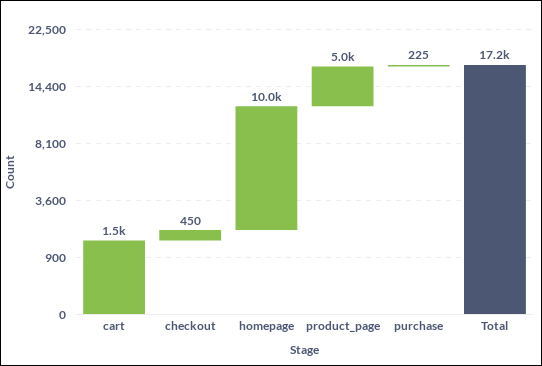 22,500
14,400
8,100
3,600
900
0
Count
1.5k
450
10.0k
5.0k
225
17.2k
cart
checkout
homepage
product_page
purchase
Total
Stage